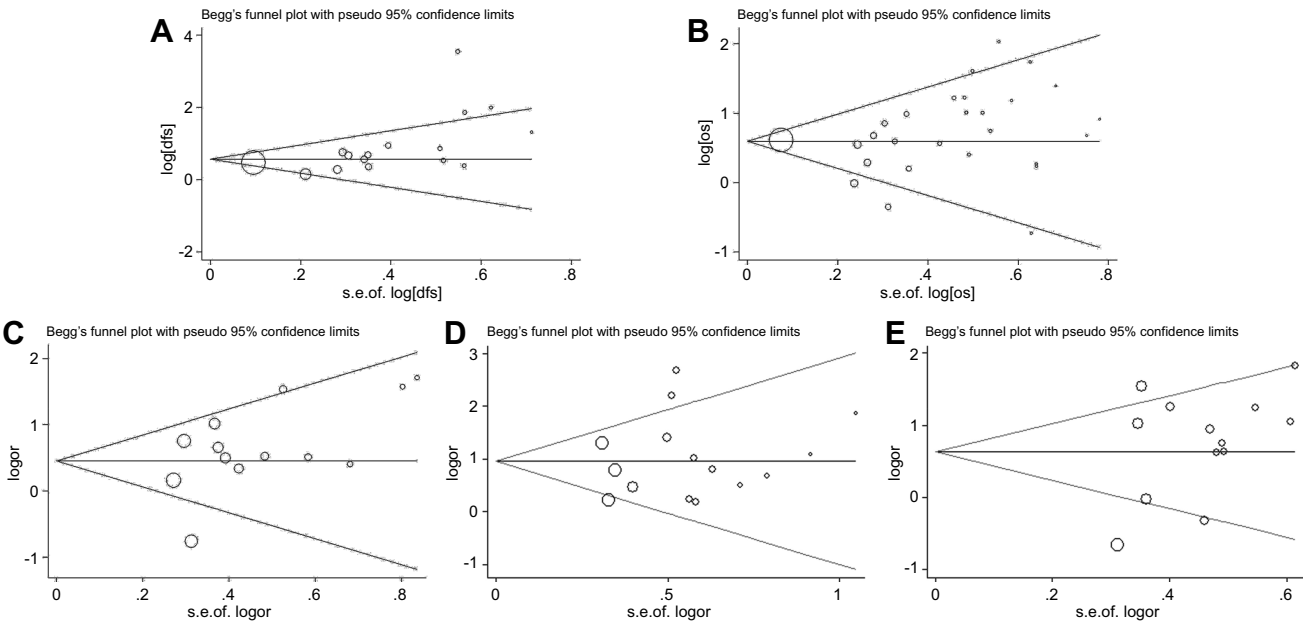 A
Begg's funnel plot with pseudo 95% confidence limits
4
2
0
-2
log[dfs]
0
.2
.4
.6
.8
s.e.of. log[dfs]
B
Begg's funnel plot with pseudo 95% confidence limits
2
1
0
-1
log[os]
0
.2
.4
.6
.8
s.e.of. log[os]
C
Begg's funnel plot with pseudo 95% confidence limits
2
1
0
-1
logor
0
.2
.4
.6
.8
s.e.of. logor
D
Begg's funnel plot with pseudo 95% confidence limits
3
2
1
0
-1
logor
0
.5
1
s.e.of. logor
E
Begg's funnel plot with pseudo 95% confidence limits
2
1
0
-1
logor
0
.2
.4
.6
s.e.of. logor